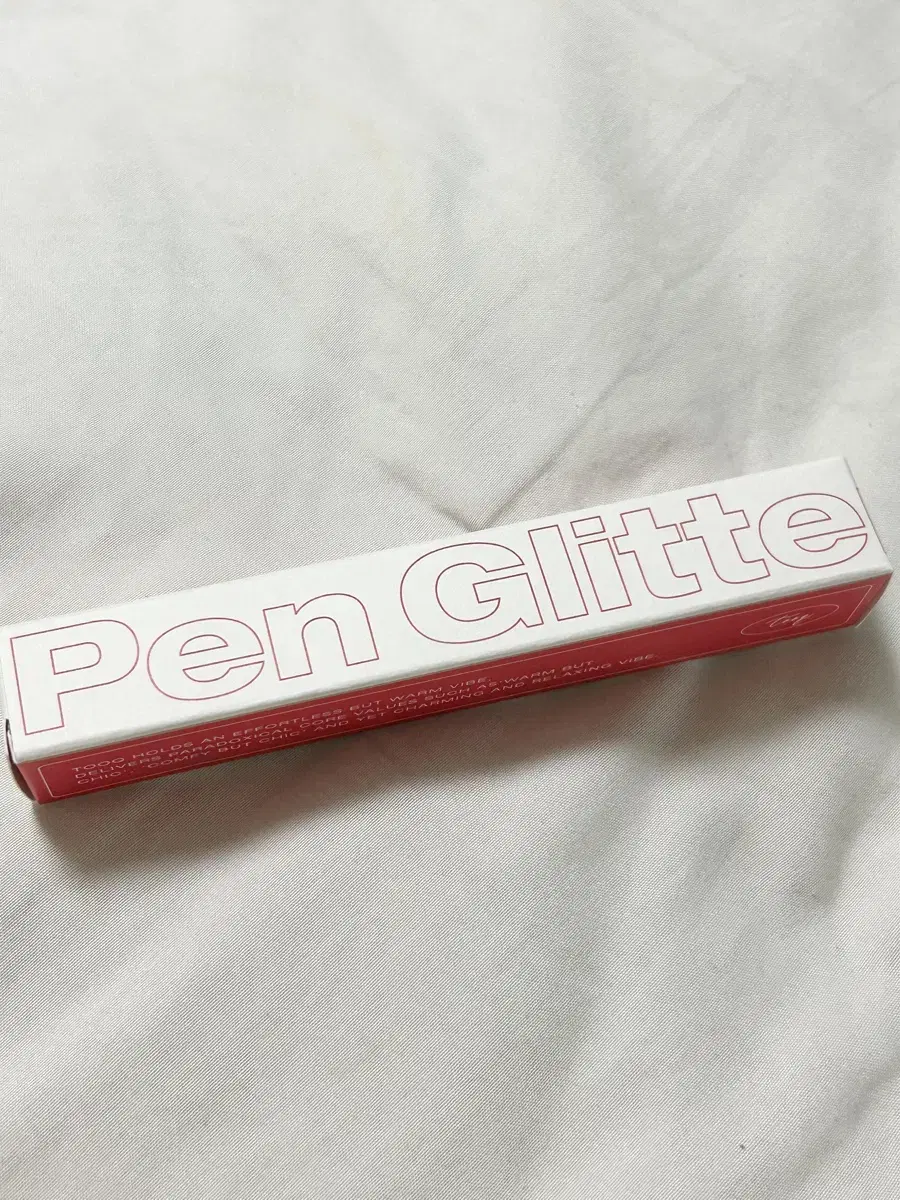 Pen Glitte
TOOQ HOLDS AN EFFORTLESS BUT WARM VIBE.
DELIVERS PARADOXICAL CORE VALUES SUCH AS 'WARM BUT
CHIC', 'COMFY BUT CHIC' AND YET CHARMING AND RELAXING VIBE.